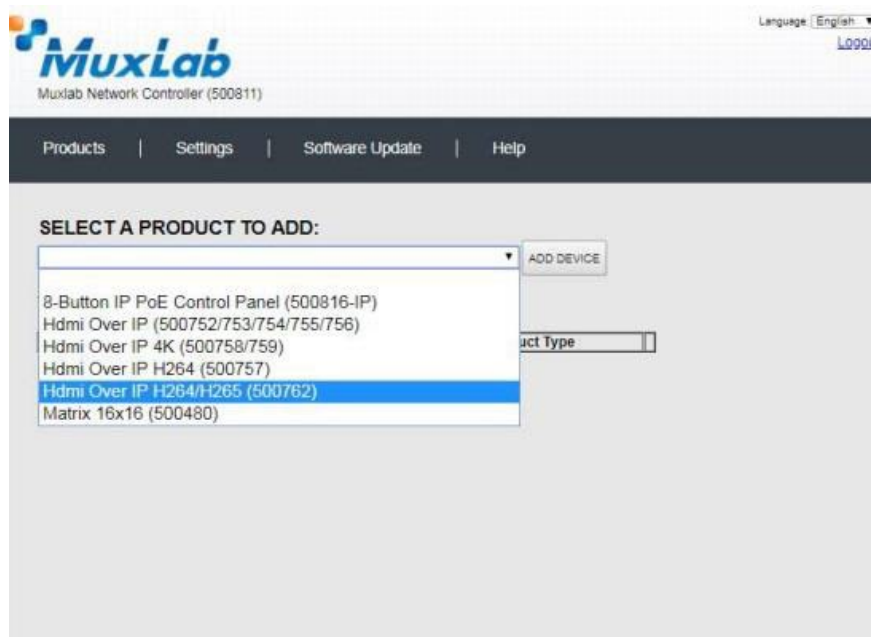 Language English
Logo
MuxLab
Muxlab Network Controller (500811)
Products | Settings | Software Update | Help
SELECT A PRODUCT TO ADD:
ADD DEVICE
8-Button IP PoE Control Panel (500816-IP)
Hdmi Over IP (500752/753/754/755/756)
Hdmi Over IP 4K (500758/759)
uct Type
Hdmi Over IP H264 (500757)
Hdmi Over IP H264/H265 (500762)
Matrix 16x16 (500480)